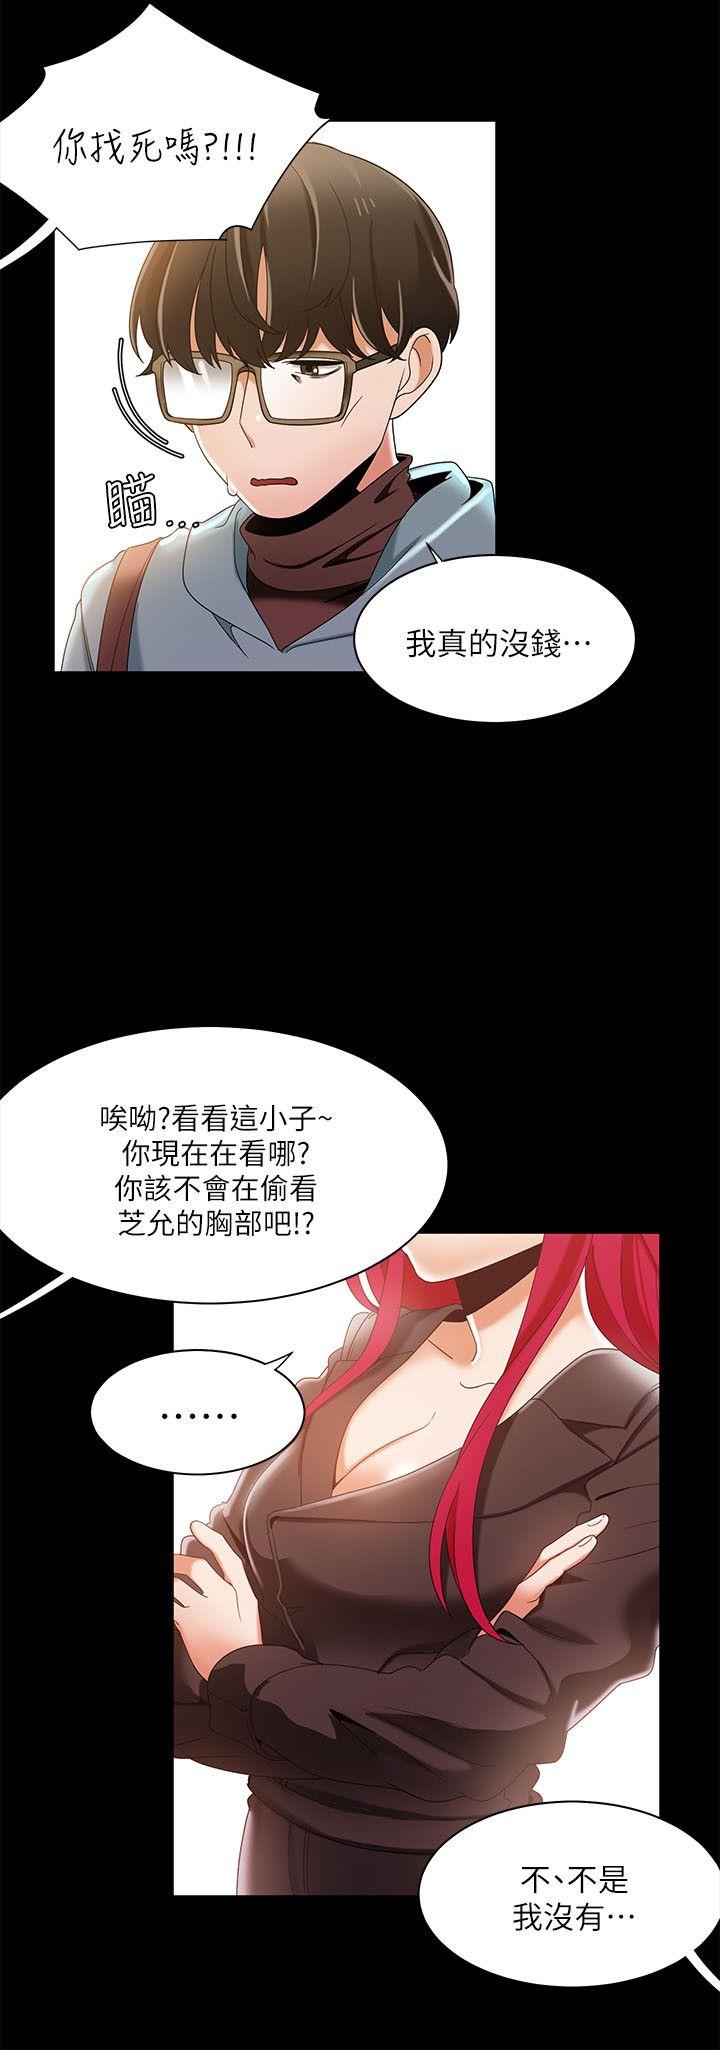 你找死嗎?!!!
瞄...
我真的沒錢…
唉呦?看看這小子~
你現在在看哪?
你該不會在偷看
芝允的胸部吧!?
……
不、不是
我沒有…